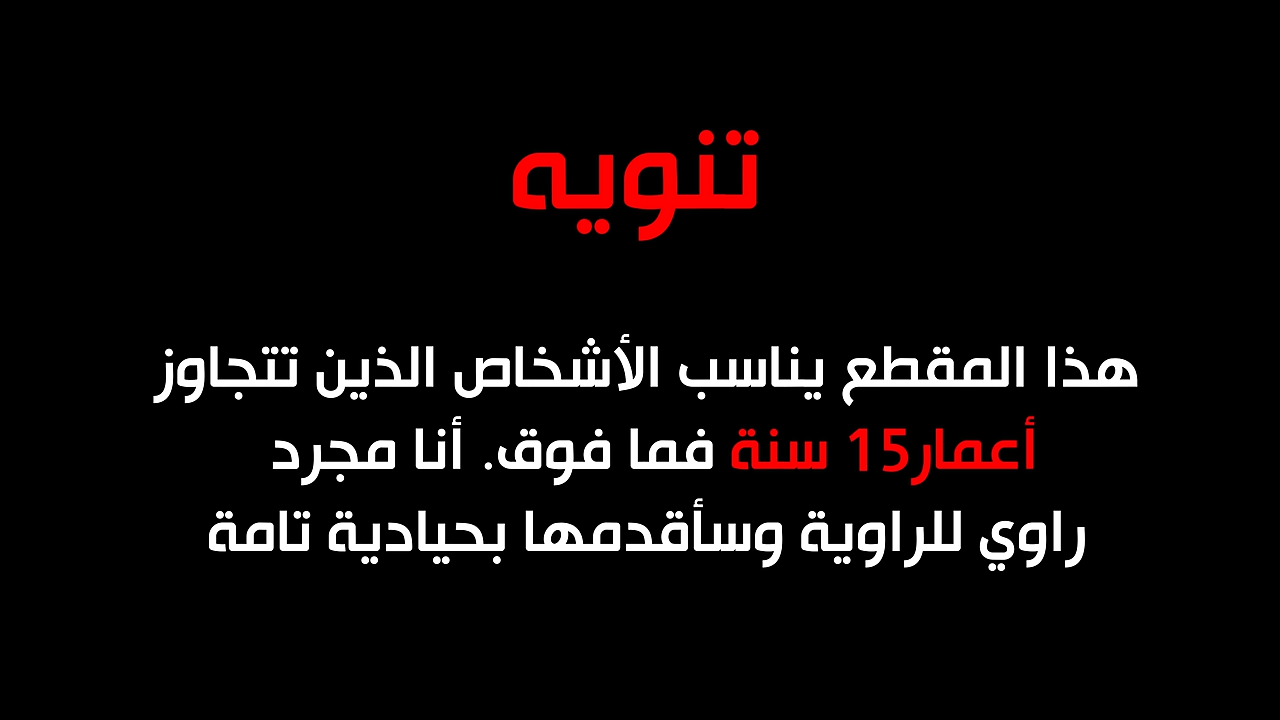 تنويه
هذا المقطع يناسب الأشخاص الذين تتجاوز
أعمار15 سنة فما فوق. أنا مجرد
راوي للراوية وسأقدمها بحيادية تامة